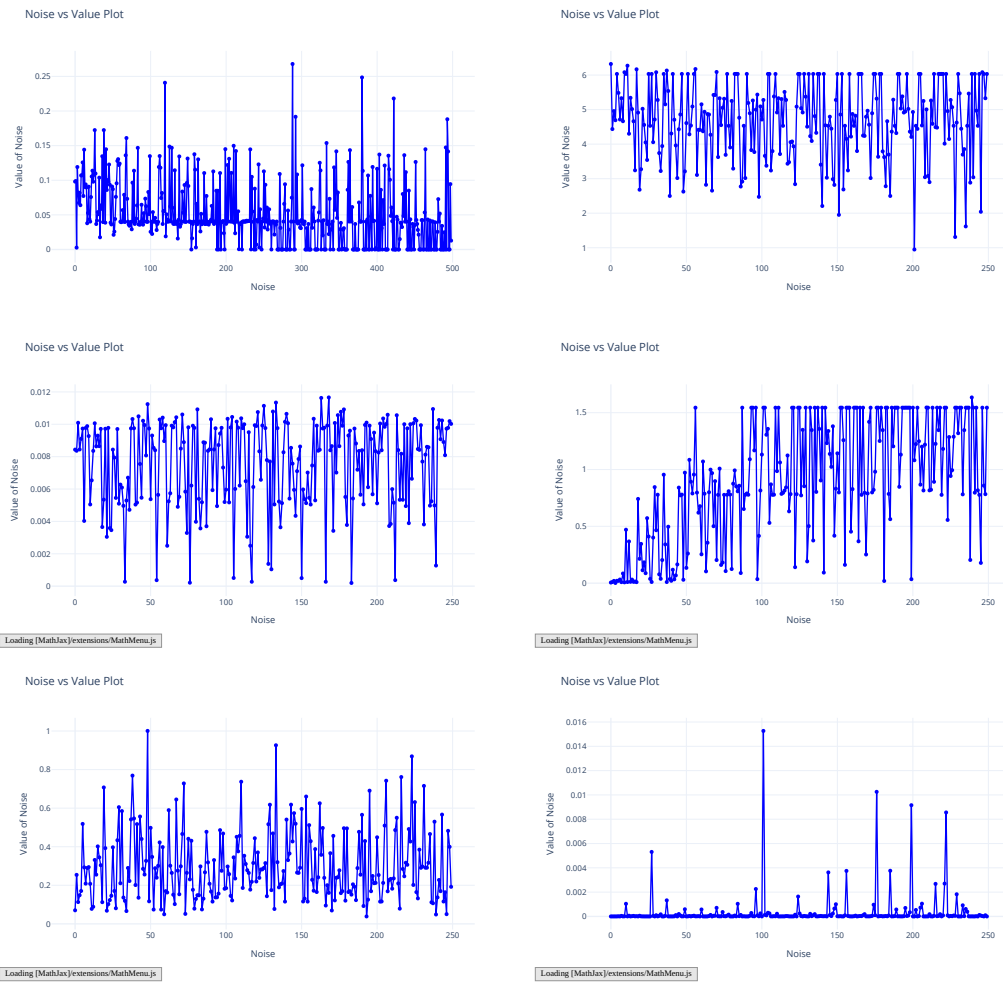 Noise vs Value Plot
Noise vs Value Plot
0.25
0.2
0.15
0.1
0.05
0
Value of Noise
0 100 200 300 400 500
Noise
6
5
4
3
2
1
Value of Noise
0 50 100 150 200 250
Noise
Noise vs Value Plot
Noise vs Value Plot
0.012
0.01
0.008
0.006
0.004
0.002
0
Value of Noise
0 50 100 150 200 250
Noise
1.5
1
0.5
0
Value of Noise
0 50 100 150 200 250
Noise
Loading [MathJax]/extensions/MathMenu.js
Loading [MathJax]/extensions/MathMenu.js
Noise vs Value Plot
Noise vs Value Plot
1
0.8
0.6
0.4
0.2
0
Value of Noise
0 50 100 150 200 250
Noise
0.016
0.014
0.012
0.01
0.008
0.006
0.004
0.002
0
Value of Noise
0 50 100 150 200 250
Noise
Loading [MathJax]/extensions/MathMenu.js
Loading [MathJax]/extensions/MathMenu.js